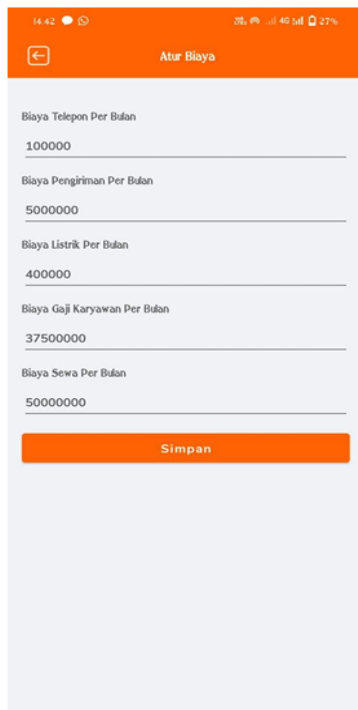 14.42 4G 27%
Atur Biaya
Biaya Telepon Per Bulan
100000
Biaya Pengiriman Per Bulan
5000000
Biaya Listrik Per Bulan
400000
Biaya Gaji Karyawan Per Bulan
37500000
Biaya Sewa Per Bulan
50000000
Simpan